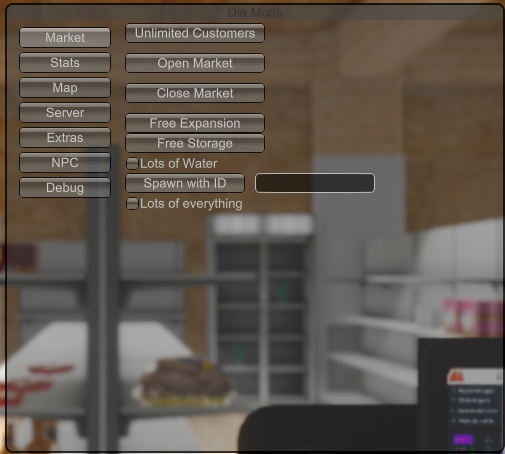 Dla Mods
Market
Stats
Map
Server
Extras
NPC
Debug
Unlimited Customers
Open Market
Close Market
Free Expansion
Free Storage
Lots of Water
Spawn with ID
Lots of everything